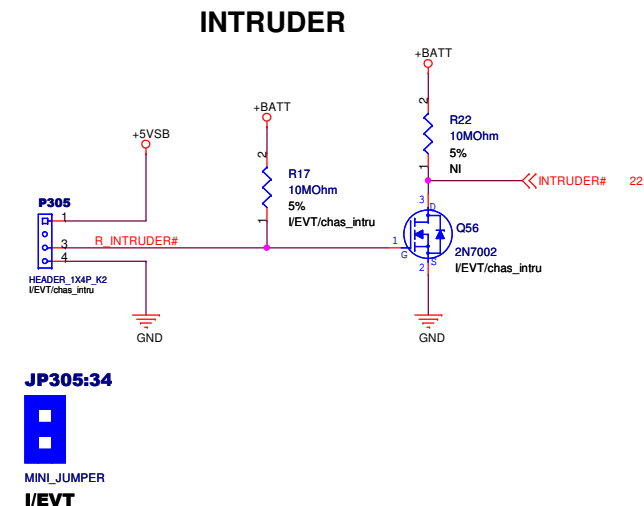 INTRUDER
+BATT
2
R22
10MOhm
5%
NI
1
+BATT
2
R17
10MOhm
5%
I/EVT/chas_intru
1
+5VSB
P305
1
3
4
R_INTRUDER#
HEADER_1X4P_K2
I/EVT/chas_intru
INTRUDER# 22
3
D
Q56
1
G
2N7002
2
S
I/EVT/chas_intru
GND
GND
JP305:34
MINI_JUMPER
I/EVT